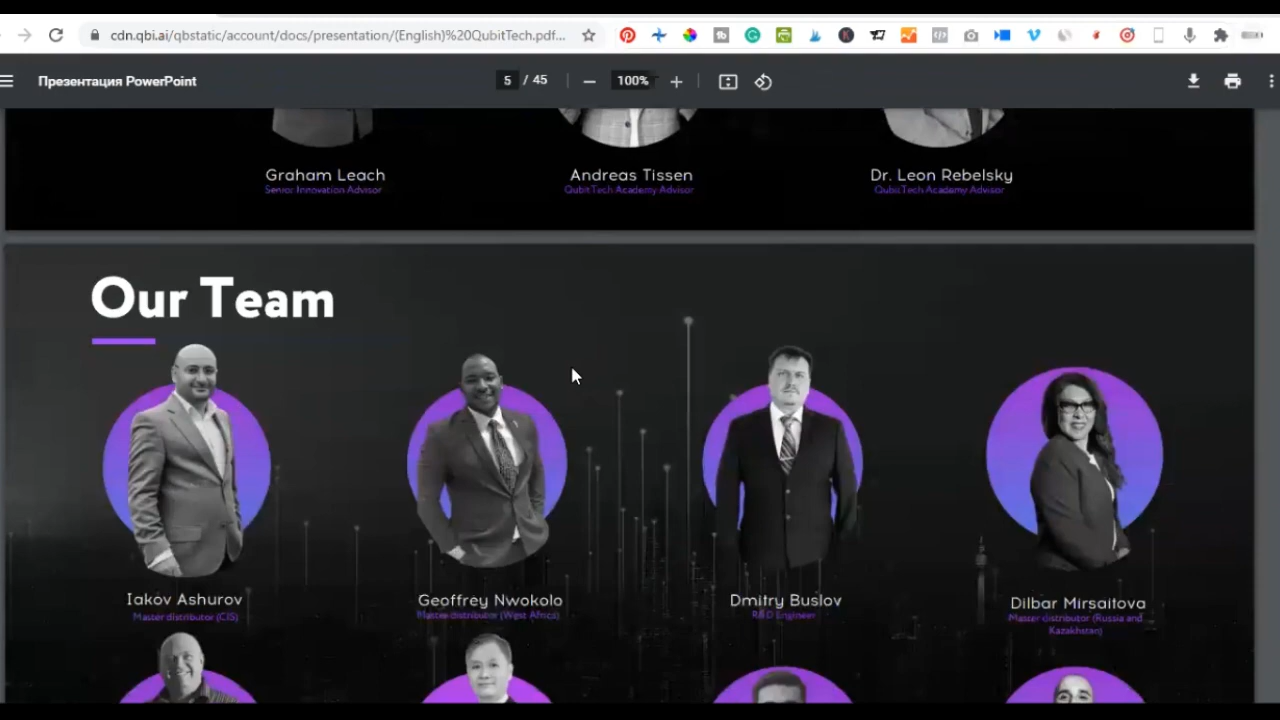 cdn.qbi.ai/qbstatic/account/docs/presentation/(English)%20QubitTech.pdf...
Презентация PowerPoint
5 / 45
100%
Graham Leach
Senior Innovation Advisor
Andreas Tissen
QubitTech Academy Advisor
Dr. Leon Rebelsky
QubitTech Academy Advisor
Our Team
Iakov Ashurov
Master distributor (CIS)
Geoffrey Nwokolo
Master distributor (West Africa)
Dmitry Buslov
R&D Engineer
Dilbar Mirsaitova
Master distributor (Russia and
Kazakhstan)